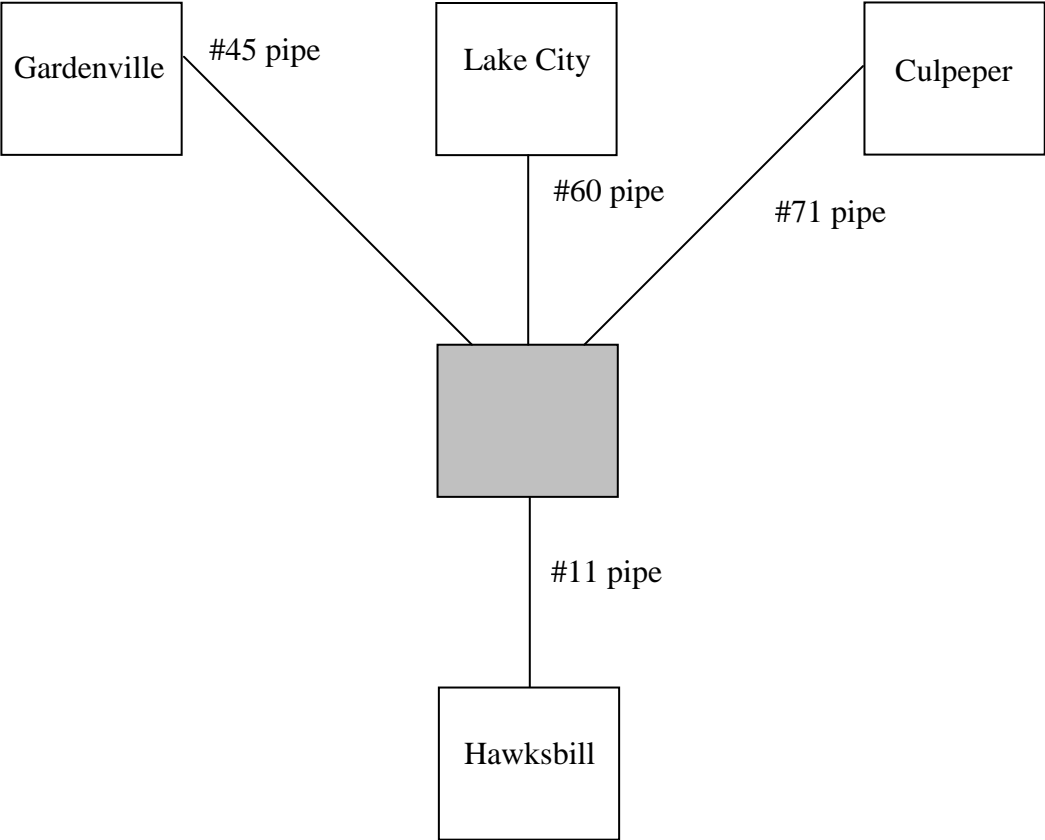 Gardenville
#45 pipe
Lake City
Culpeper
#60 pipe
#71 pipe
#11 pipe
Hawksbill